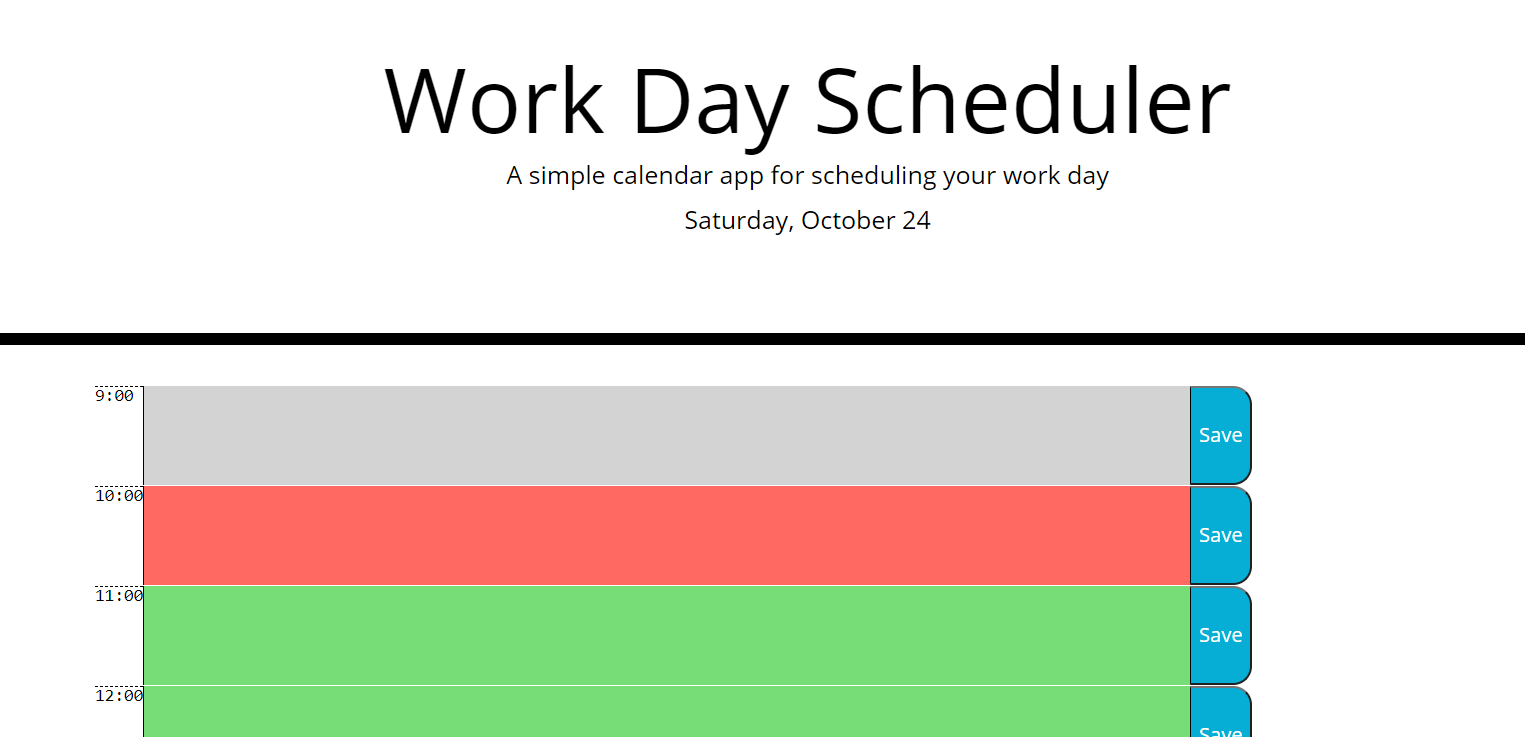 Work Day Scheduler
A simple calendar app for scheduling your work day
Saturday, October 24
9:00
Save
10:00
Save
11:00
Save
12:00
Save